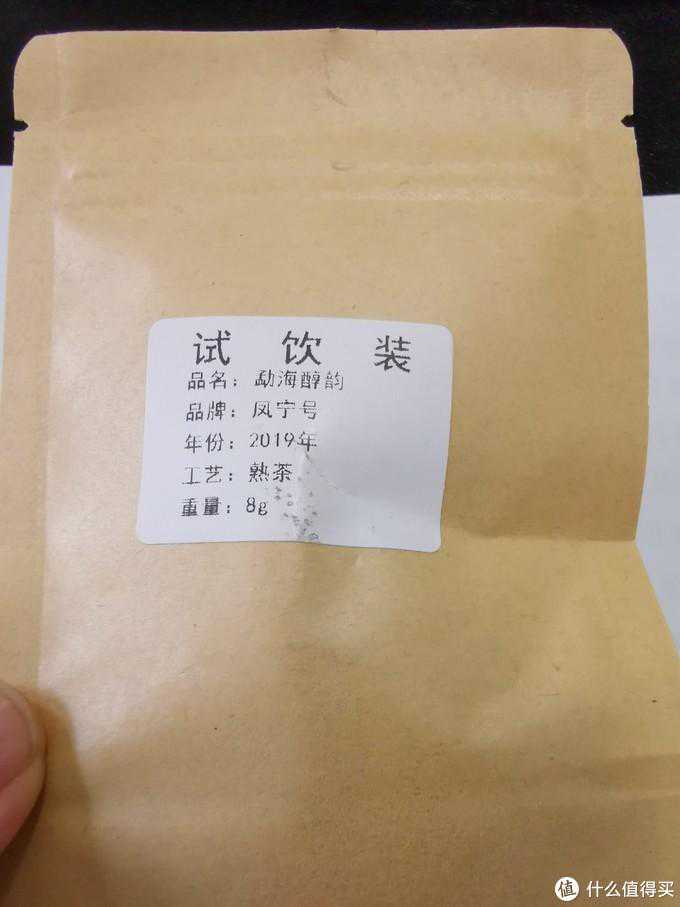 试饮装
品名：勐海醇韵
品牌：凤宁号
年份：2019年
工艺：熟茶
重量：8g
值 什么值得买